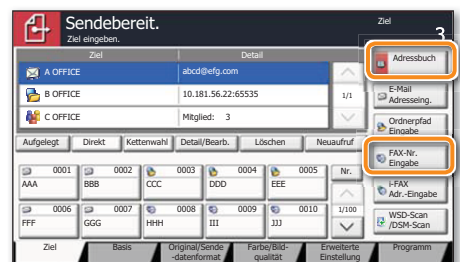 Sendebereit.
Ziel eingeben.
Ziel
3
Ziel Detail
A OFFICE abcd@efg.com
B OFFICE 10.181.56.22:65535
C OFFICE Mitglied: 3
1/1
Adressbuch
E-Mail
Adresseing.
Ordnerpfad
Eingabe
FAX-Nr.
Eingabe
i-FAX
Adr.-Eingabe
WSD-Scan
/DSM-Scan
Aufgelegt Direkt Kettenwahl Detail/Bearb. Löschen Neuaufruf
0001 0002 0003 0004 0005 Nr.
AAA BBB CCC DDD EEE
0006 0007 0008 0009 0010 1/100
FFF GGG HHH III JJJ
Ziel Basis Original/Sende
-datenformat Farbe/Bild-
qualität Erweiterte
Einstellung Programm